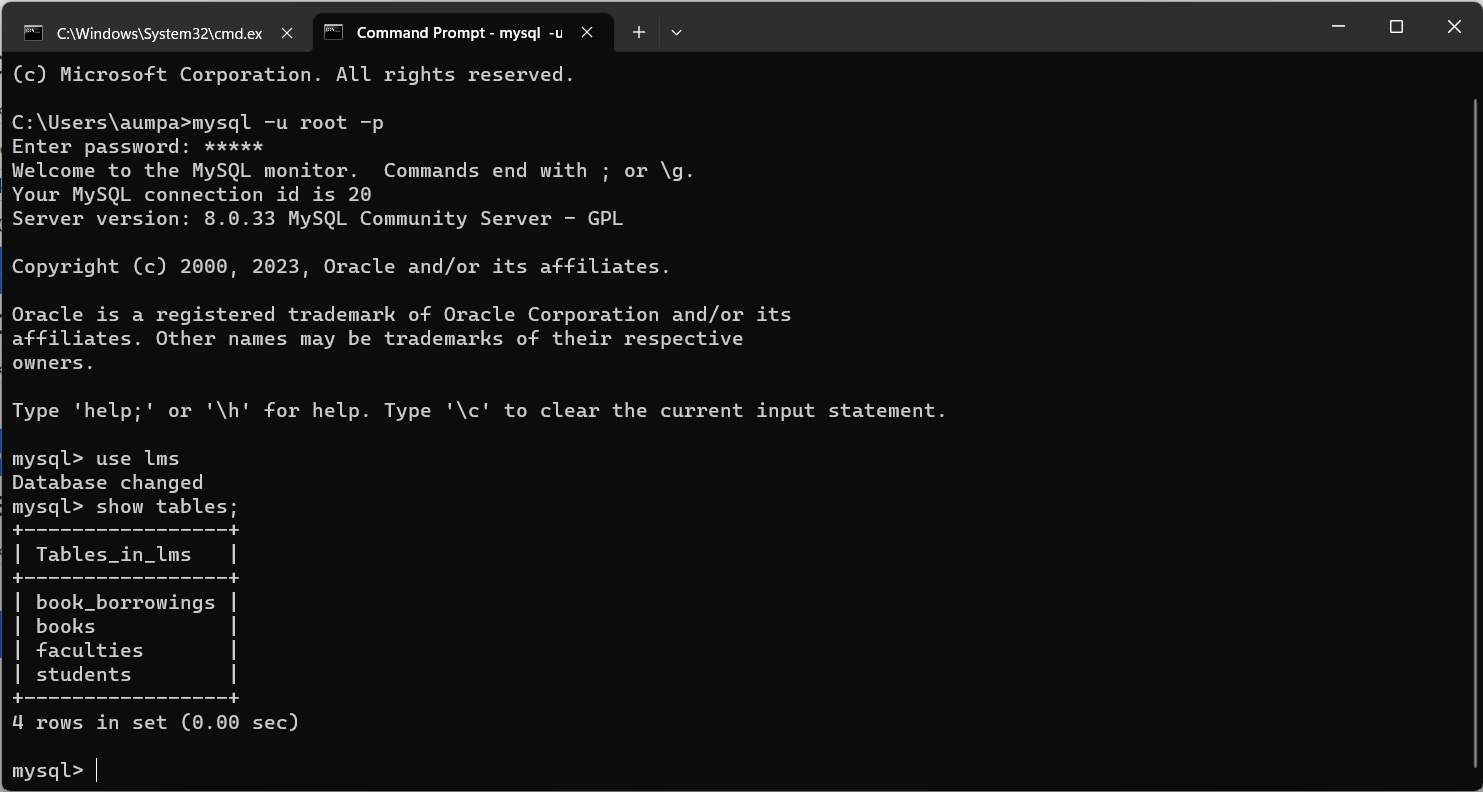 C:\Windows\System32\cmd.ex
Command Prompt - mysql  -u
(c) Microsoft Corporation. All rights reserved.
C:\Users\aumpa>mysql -u root -p
Enter password: *****
Welcome to the MySQL monitor.  Commands end with ; or \g.
Your MySQL connection id is 20
Server version: 8.0.33 MySQL Community Server - GPL
Copyright (c) 2000, 2023, Oracle and/or its affiliates.
Oracle is a registered trademark of Oracle Corporation and/or its
affiliates. Other names may be trademarks of their respective
owners.
Type 'help;' or '\h' for help. Type '\c' to clear the current input statement.
mysql> use lms
Database changed
mysql> show tables;
+-----------------+
| Tables_in_lms   |
+-----------------+
| book_borrowings |
| books           |
| faculties       |
| students        |
+-----------------+
4 rows in set (0.00 sec)
mysql>